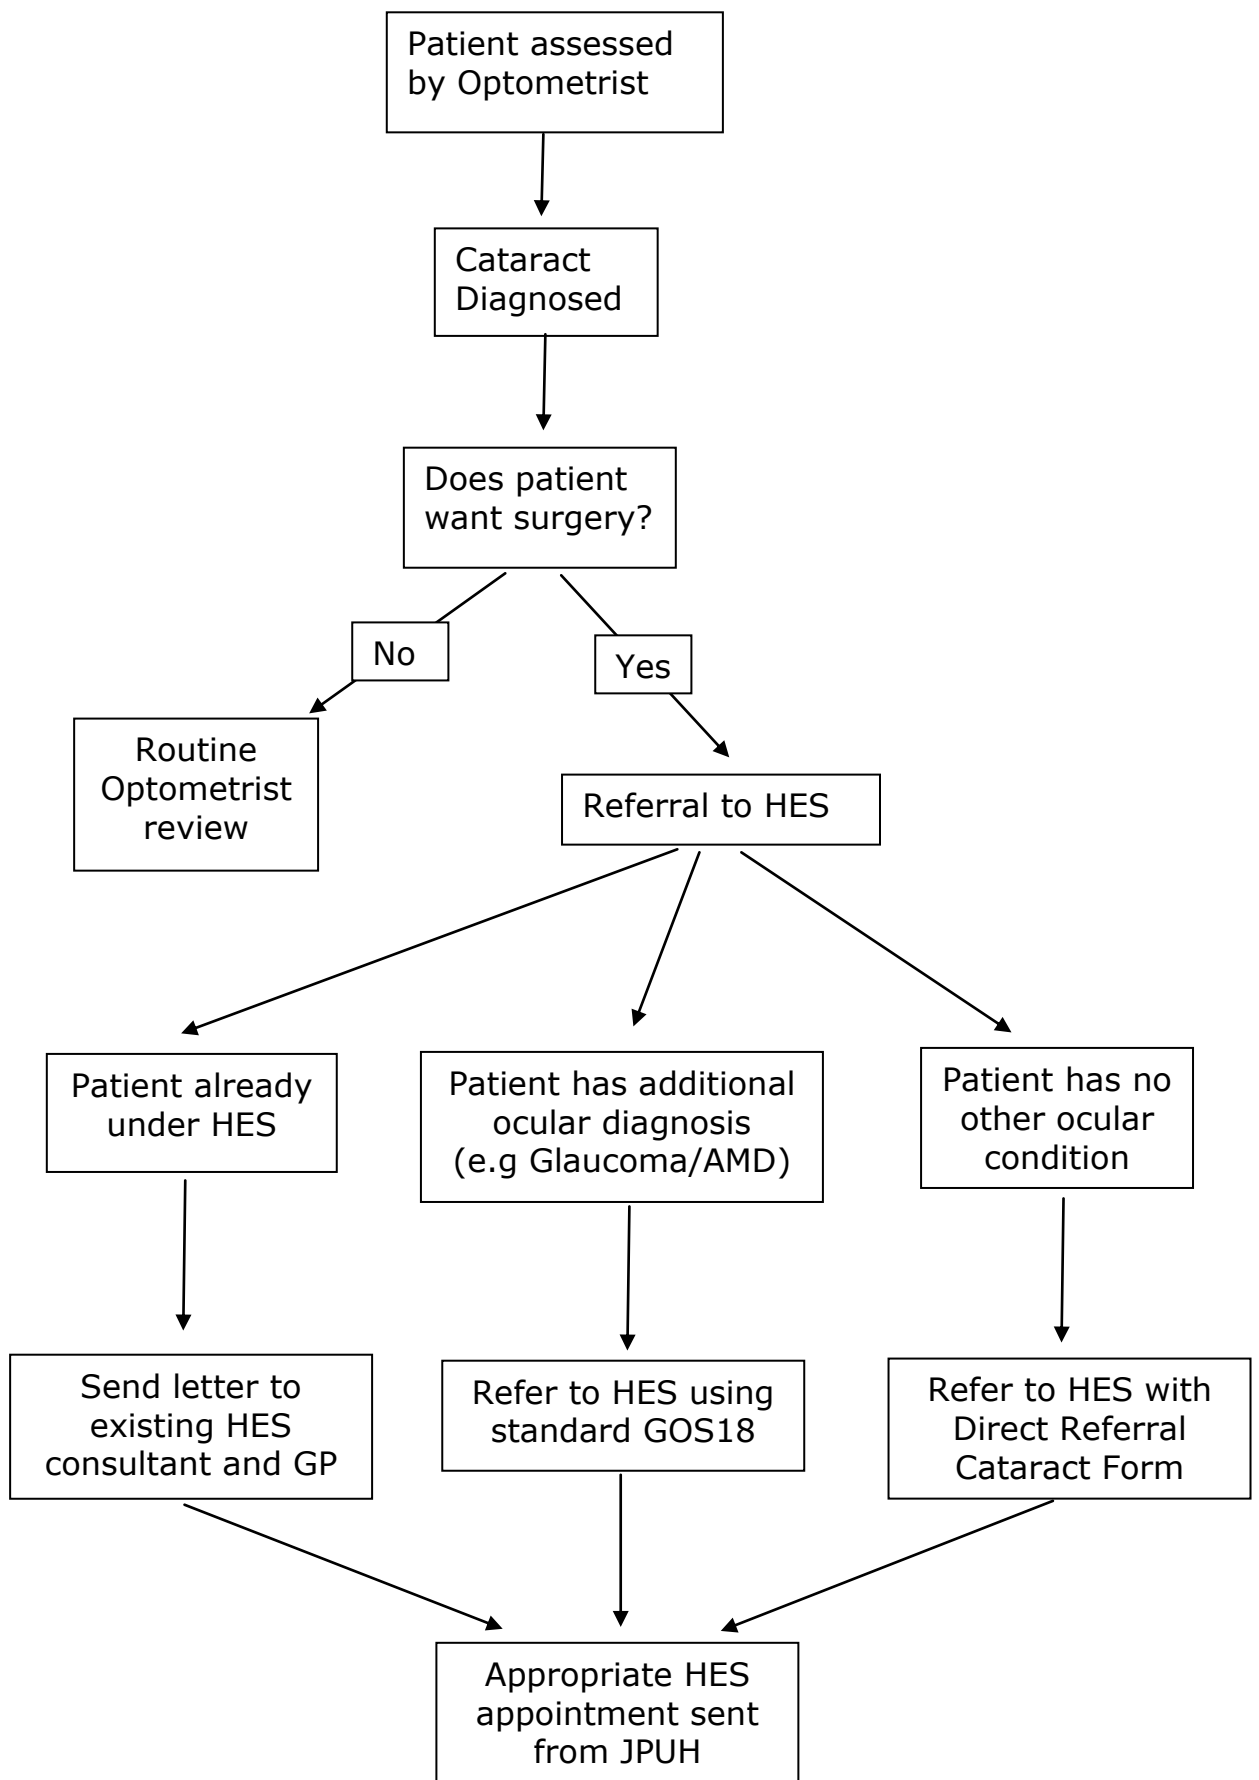 Patient assessed
by Optometrist
Cataract
Diagnosed
Does patient
want surgery?
No
Yes
Routine
Optometrist
review
Referral to HES
Patient already
under HES
Patient has additional
ocular diagnosis
(e.g Glaucoma/AMD)
Patient has no
other ocular
condition
Send letter to
existing HES
consultant and GP
Refer to HES using
standard GOS18
Refer to HES with
Direct Referral
Cataract Form
Appropriate HES
appointment sent
from JPUH